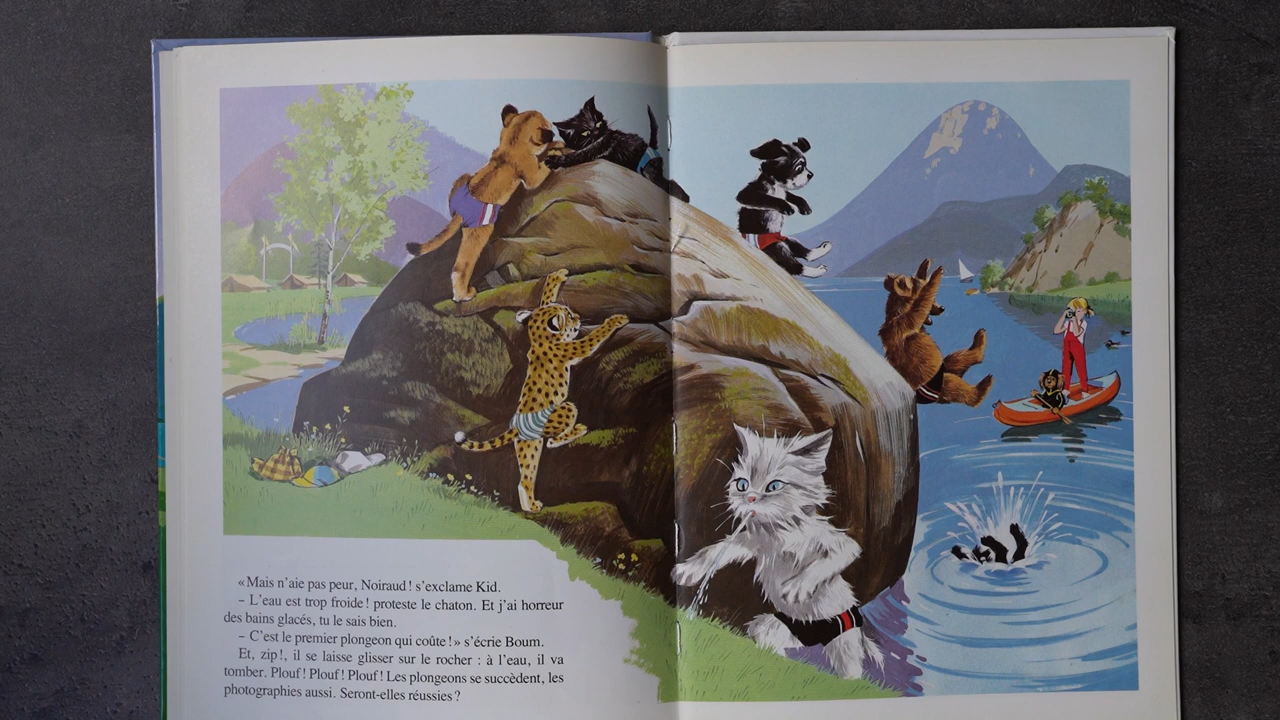 « Mais n'aie pas peur, Noiraud ! s'exclame Kid.
– L'eau est trop froide ! proteste le chaton. Et j'ai horreur
des bains glacés, tu le sais bien.
– C'est le premier plongeon qui coûte ! » s'écrie Boum.
Et, zip !, il se laisse glisser sur le rocher : à l'eau, il va
tomber. Plouf ! Plouf ! Plouf ! Les plongeons se succèdent, les
photographies aussi. Seront-elles réussies ?